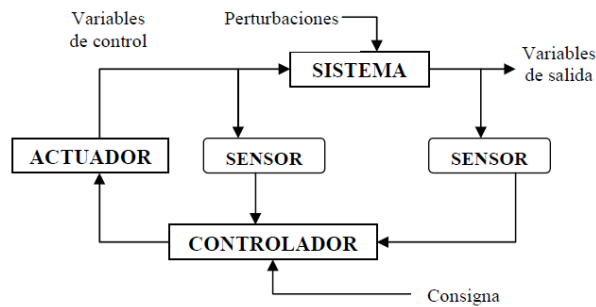 Variables
de control
Perturbaciones
SISTEMA
Variables
de salida
ACTUADOR
SENSOR
SENSOR
CONTROLADOR
Consigna